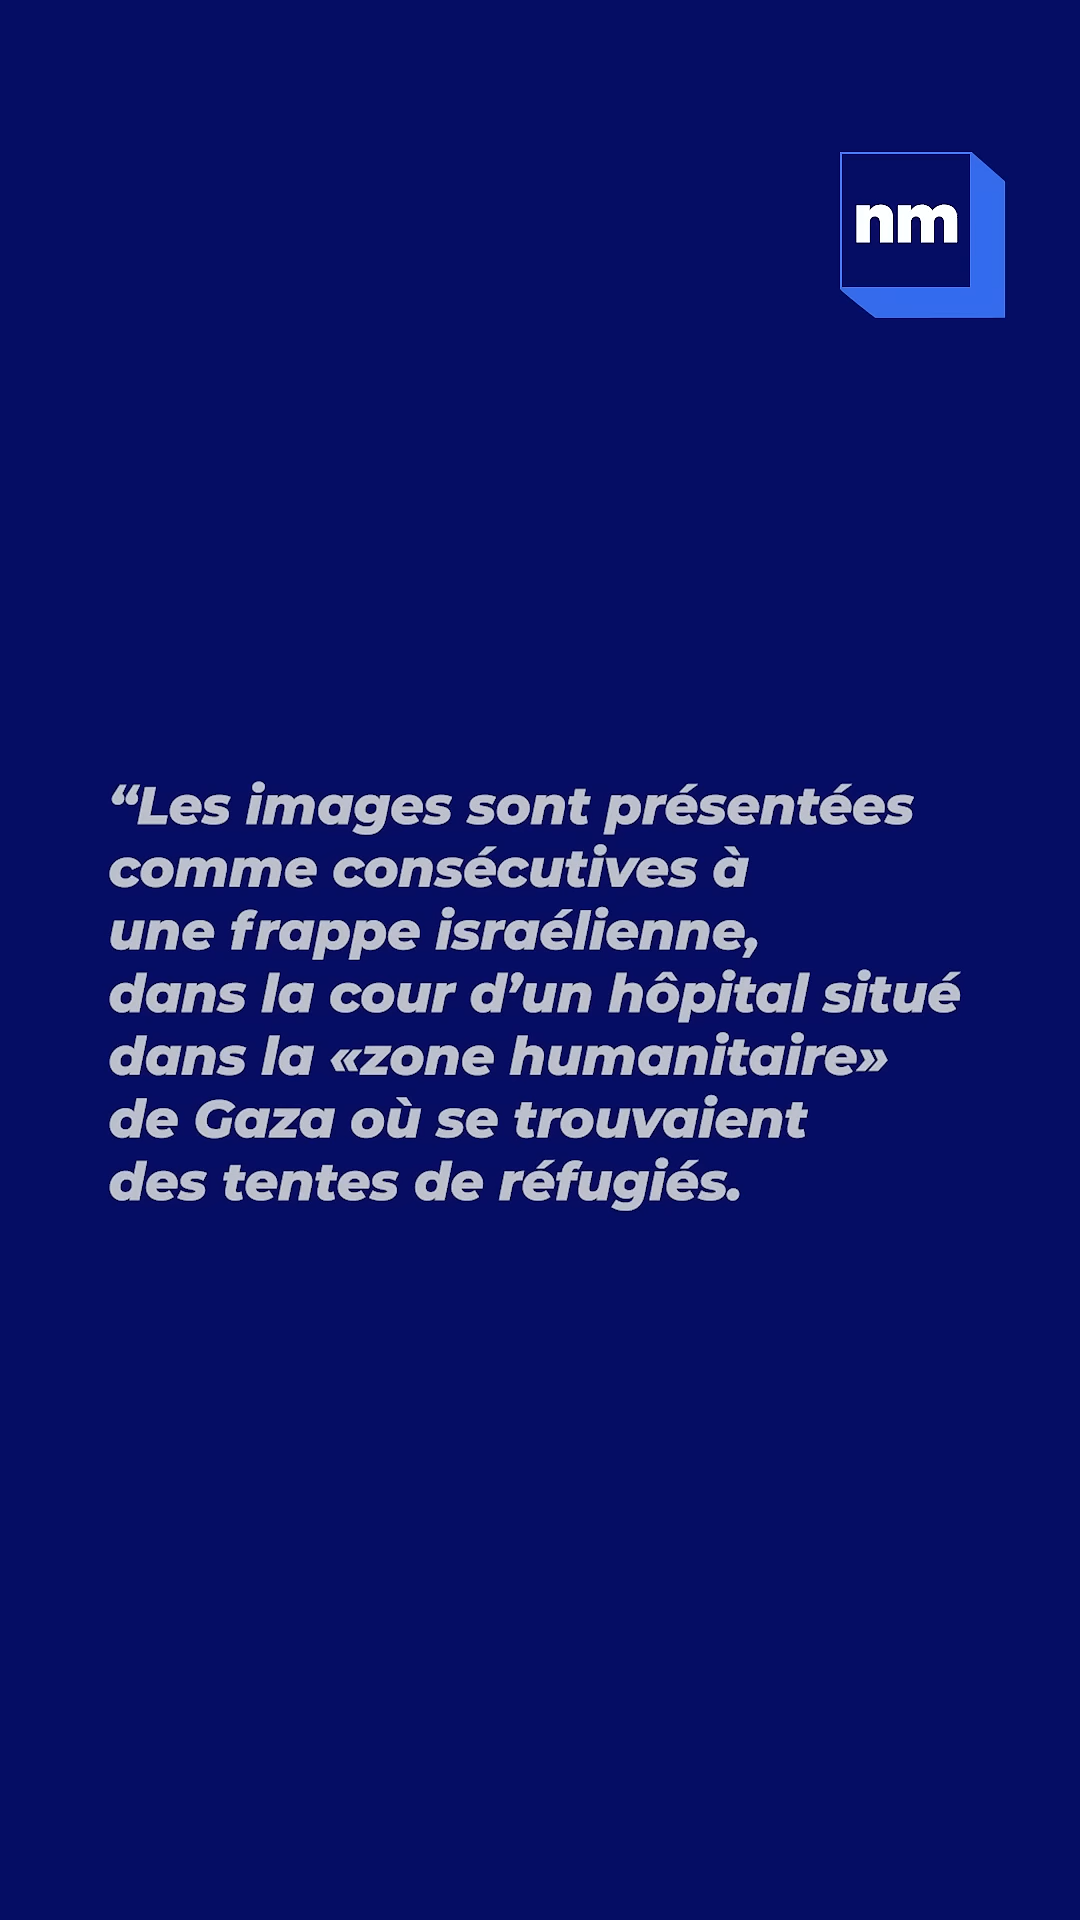 nm
“Les images sont présentées
comme consécutives à
une frappe israélienne,
dans la cour d’un hôpital situé
dans la «zone humanitaire»
de Gaza où se trouvaient
des tentes de réfugiés.